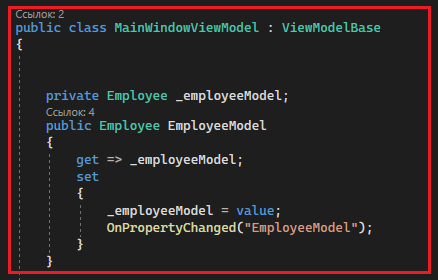 Ссылок: 2
public class MainWindowViewModel : ViewModelBase
{
private Employee _employeeModel;
Ссылок: 4
public Employee EmployeeModel
{
get => _employeeModel;
set
{
_employeeModel = value;
OnPropertyChanged("EmployeeModel");
}
}